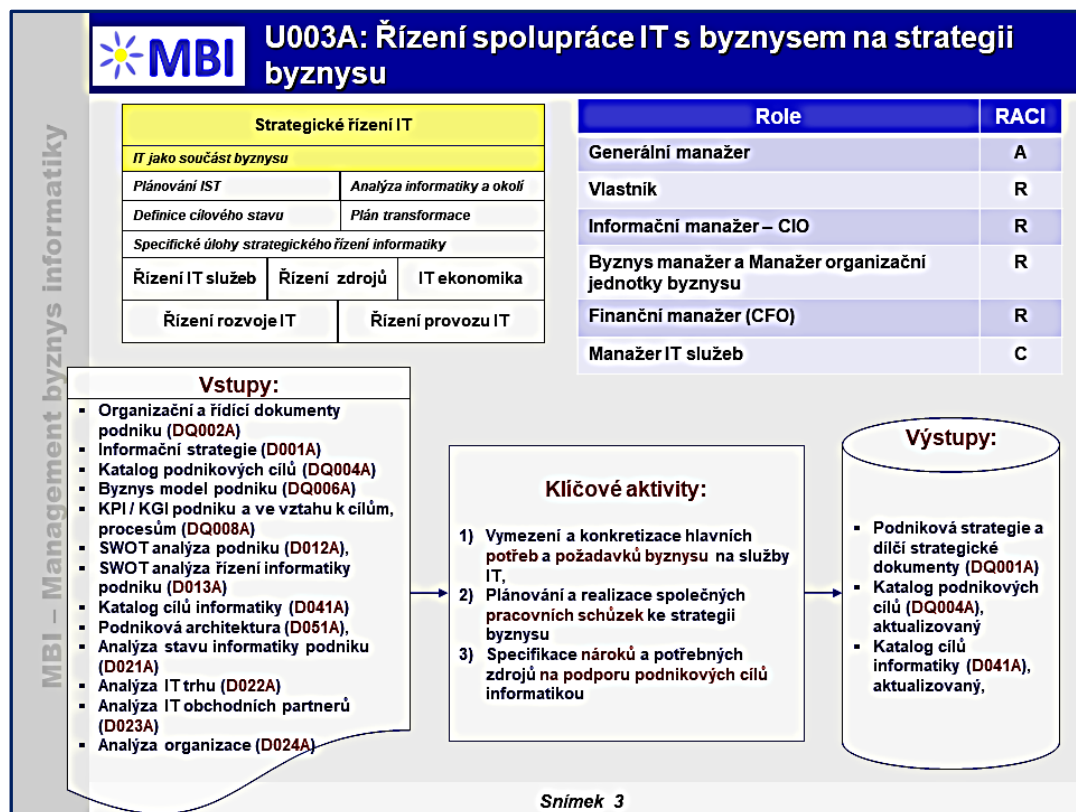 MBI
U003A: Řízení spolupráce IT s byznysem na strategii
byznysu
MBI – Management byznys informatiky
Strategické řízení IT
IT jako součást byznysu
Plánování IST
Analýza informatiky a okolí
Definice cílového stavu
Plán transformace
Specifické úlohy strategického řízení informatiky
Řízení IT služeb
Řízení zdrojů
IT ekonomika
Řízení rozvoje IT
Řízení provozu IT
Role RACI
Generální manažer A
Vlastník R
Informační manažer – CIO R
Byznys manažer a Manažer organizační R
jednotky byznysu
Finanční manažer (CFO) R
Manažer IT služeb C
Vstupy:
▪ Organizační a řídící dokumenty
podniku (DQ002A)
▪ Informační strategie (D001A)
▪ Katalog podnikových cílů (DQ004A)
▪ Byznys model podniku (DQ006A)
▪ KPI / KGI podniku a ve vztahu k cílům,
procesům (DQ008A)
▪ SWOT analýza podniku (D012A),
▪ SWOT analýza řízení informatiky
podniku (D013A)
▪ Katalog cílů informatiky (D041A)
▪ Podniková architektura (D051A),
▪ Analýza stavu informatiky podniku
(D021A)
▪ Analýza IT trhu (D022A)
▪ Analýza IT obchodních partnerů
(D023A)
▪ Analýza organizace (D024A)
Klíčové aktivity:
1) Vymezení a konkretizace hlavních
potřeb a požadavků byznysu na služby
IT,
2) Plánování a realizace společných
pracovních schůzek ke strategii
byznysu
3) Specifikace nároků a potřebných
zdrojů na podporu podnikových cílů
informatikou
Výstupy:
▪ Podniková strategie a
dílčí strategické
dokumenty (DQ001A)
▪ Katalog podnikových
cílů (DQ004A),
aktualizovaný
▪ Katalog cílů
informatiky (D041A),
aktualizovaný,
Snímek 3